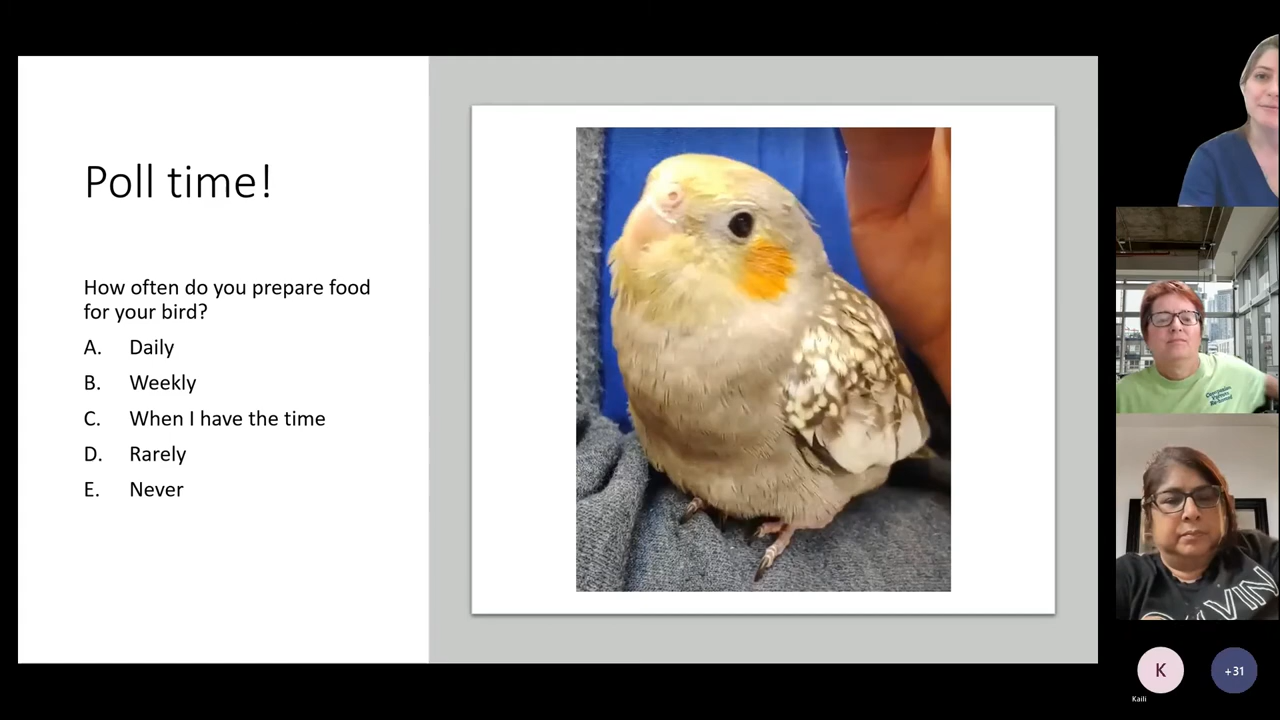 Poll time!
How often do you prepare food
for your bird?
A. Daily
B. Weekly
C. When I have the time
D. Rarely
E. Never
Compassion
K
+31
Kaili